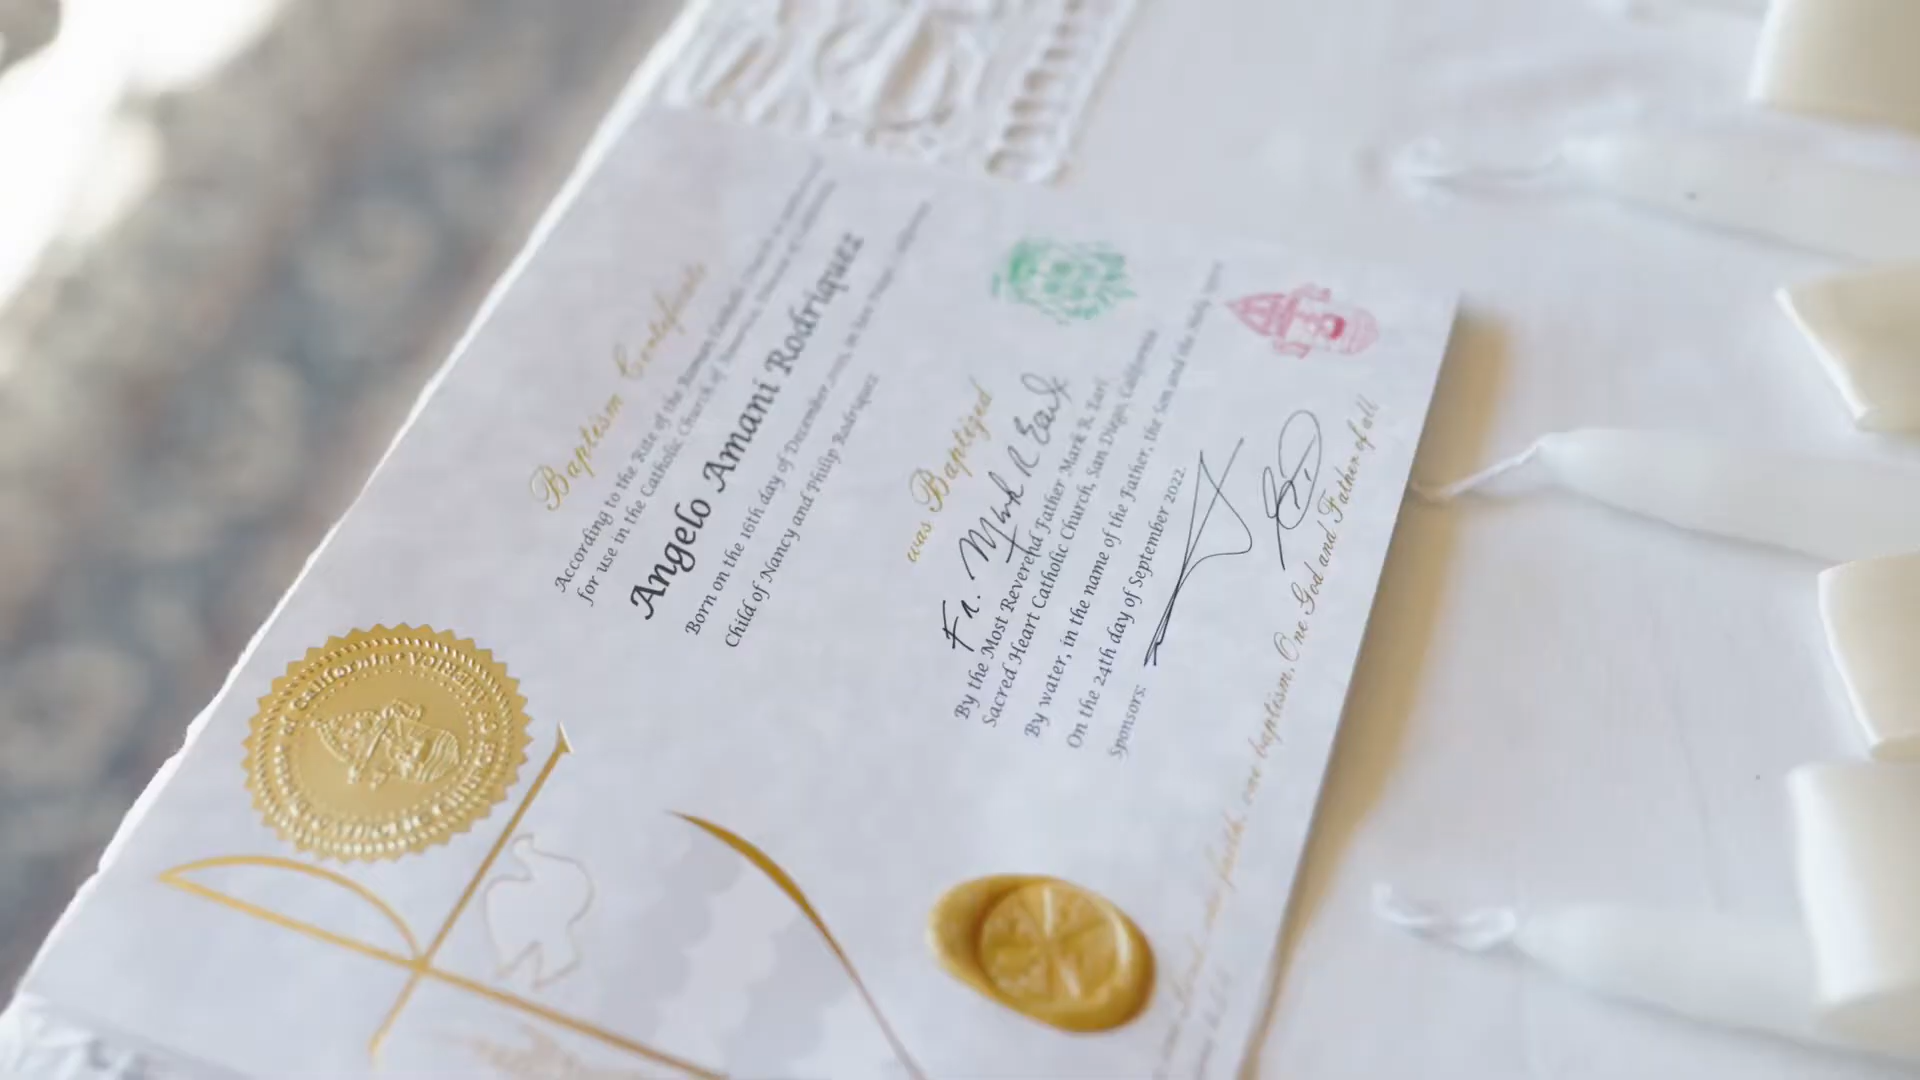 Baptism Certificate
According to the Rite of the Roman Catholic Church
for use in the Catholic Church of
Angelo Amani Rodriquez
Born on the 16th day of December in San Diego, California
Child of Nancy and Philip Rodriquez
was Baptized
Fr. Mark R Earl
By the Most Reverend Father Mark R. Earl
Sacred Heart Catholic Church, San Diego, California
By water, in the name of the Father, the Son and the Holy Spirit
On the 24th day of September 2022.
Sponsors:
one baptism, One God and Father of all